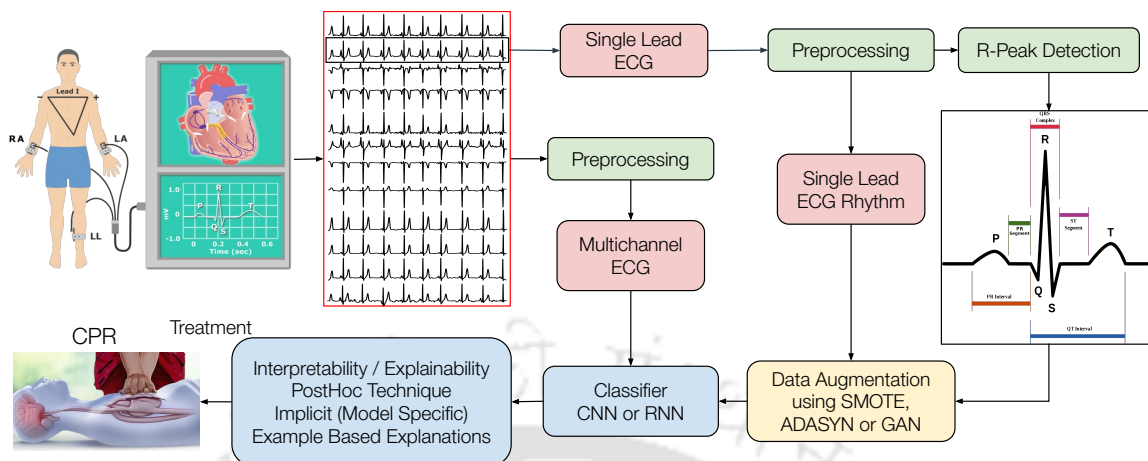 Lead I
− +
RA
LA
LL
1.0
mV
-1.0
R
P
T
Q
S
0
0.2
0.4
0.6
Time (sec)
Single Lead
ECG
Preprocessing
R-Peak Detection
Preprocessing
Single Lead
ECG Rhythm
Multichannel
ECG
QRS
Complex
R
PR
Segment
ST
Segment
P
T
Q
S
PR Interval
QT Interval
Data Augmentation
using SMOTE,
ADASYN or GAN
Classifier
CNN or RNN
Interpretability / Explainability
PostHoc Technique
Implicit (Model Specific)
Example Based Explanations
Treatment
CPR